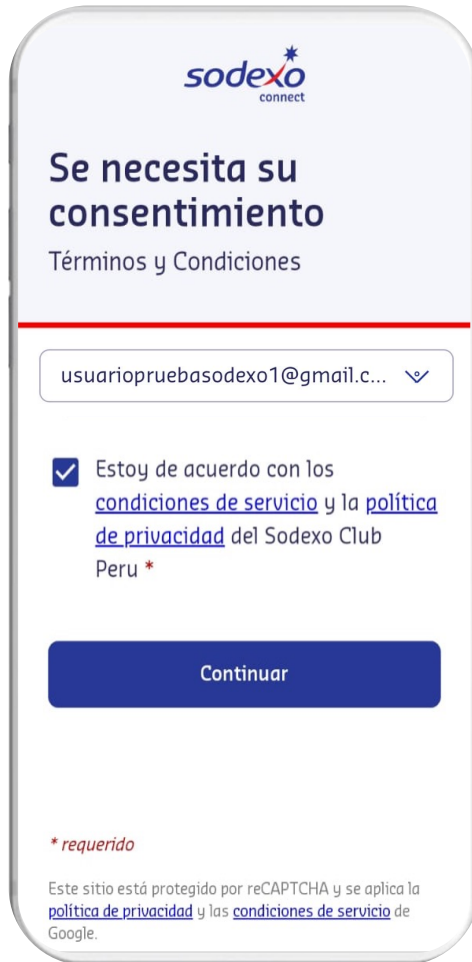 sodexo
connect
Se necesita su
consentimiento
Términos y Condiciones
usuariopruebasodexo1@gmail.c...
Estoy de acuerdo con los
condiciones de servicio y la política
de privacidad del Sodexo Club
Peru *
Continuar
* requerido
Este sitio está protegido por reCAPTCHA y se aplica la
política de privacidad y las condiciones de servicio de
Google.